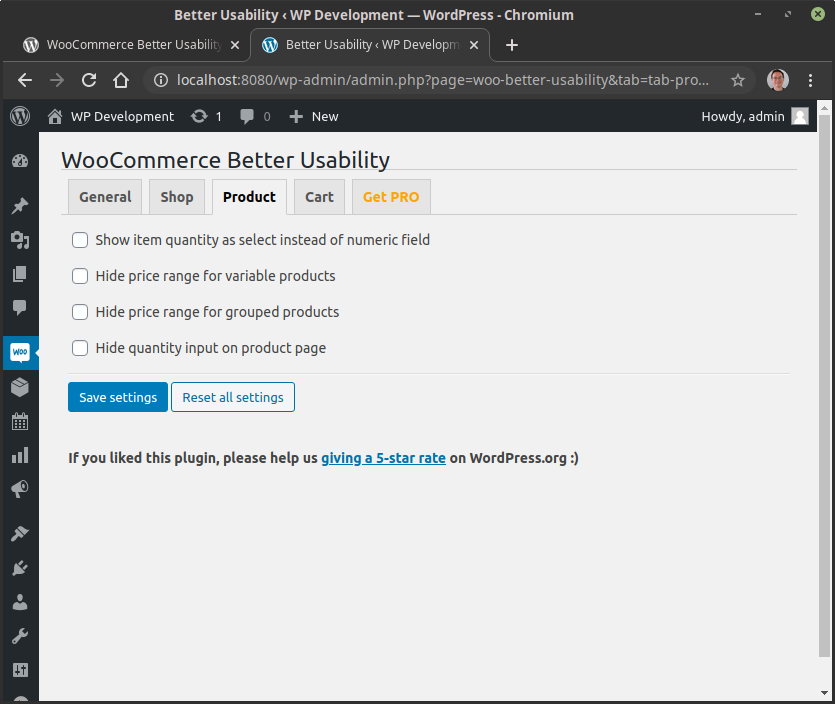 Better Usability ‹ WP Development — WordPress - Chromium
WooCommerce Better Usability
Better Usability ‹ WP Developm
localhost:8080/wp-admin/admin.php?page=woo-better-usability&tab=tab-pro...
WP Development 1 0 New Howdy, admin
WooCommerce Better Usability
General Shop Product Cart Get PRO
Show item quantity as select instead of numeric field
Hide price range for variable products
Hide price range for grouped products
Hide quantity input on product page
WOO
Save settings Reset all settings
If you liked this plugin, please help us giving a 5-star rate on WordPress.org :)